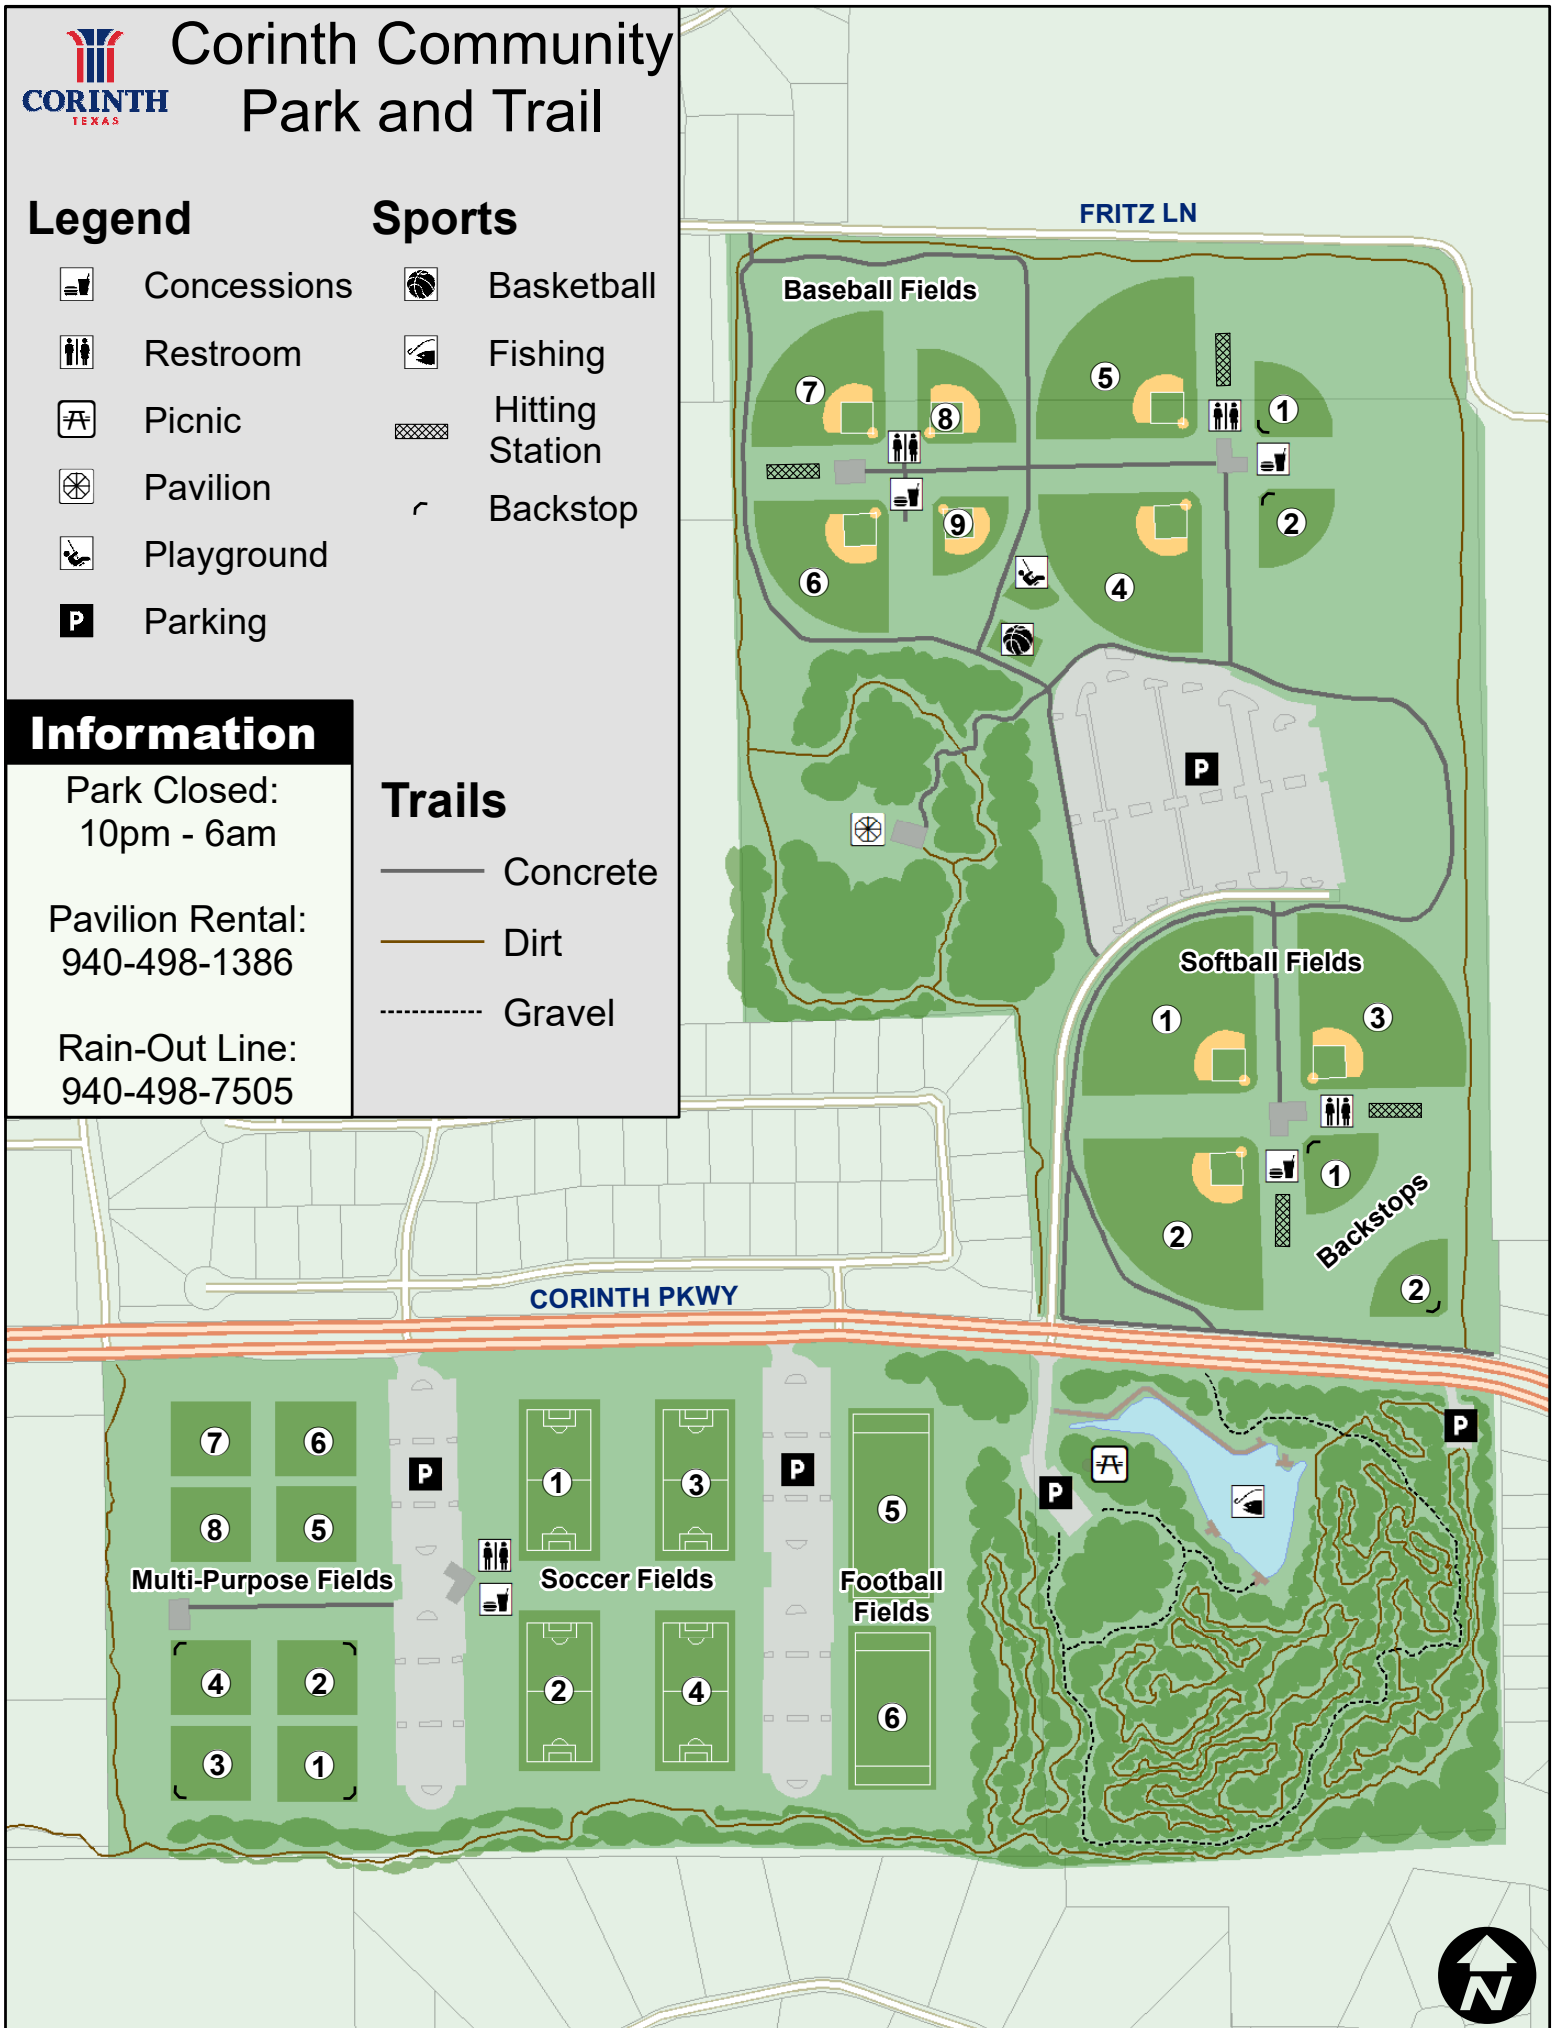 CORINTH
TEXAS
Corinth Community
Park and Trail
Legend
Concessions
Restroom
Picnic
Pavilion
Playground
P
Parking
Sports
Basketball
Fishing
Hitting
Station
Backstop
Information
Park Closed:
10pm - 6am
Pavilion Rental:
940-498-1386
Rain-Out Line:
940-498-7505
Trails
Concrete
Dirt
Gravel
FRITZ LN
Baseball Fields
7
8
5
1
6
9
4
2
P
Softball Fields
1
3
2
1
Backstops
2
CORINTH PKWY
7
6
8
5
Multi-Purpose Fields
4
2
3
1
P
1
3
Soccer Fields
2
4
P
5
Football
Fields
6
P
P
N